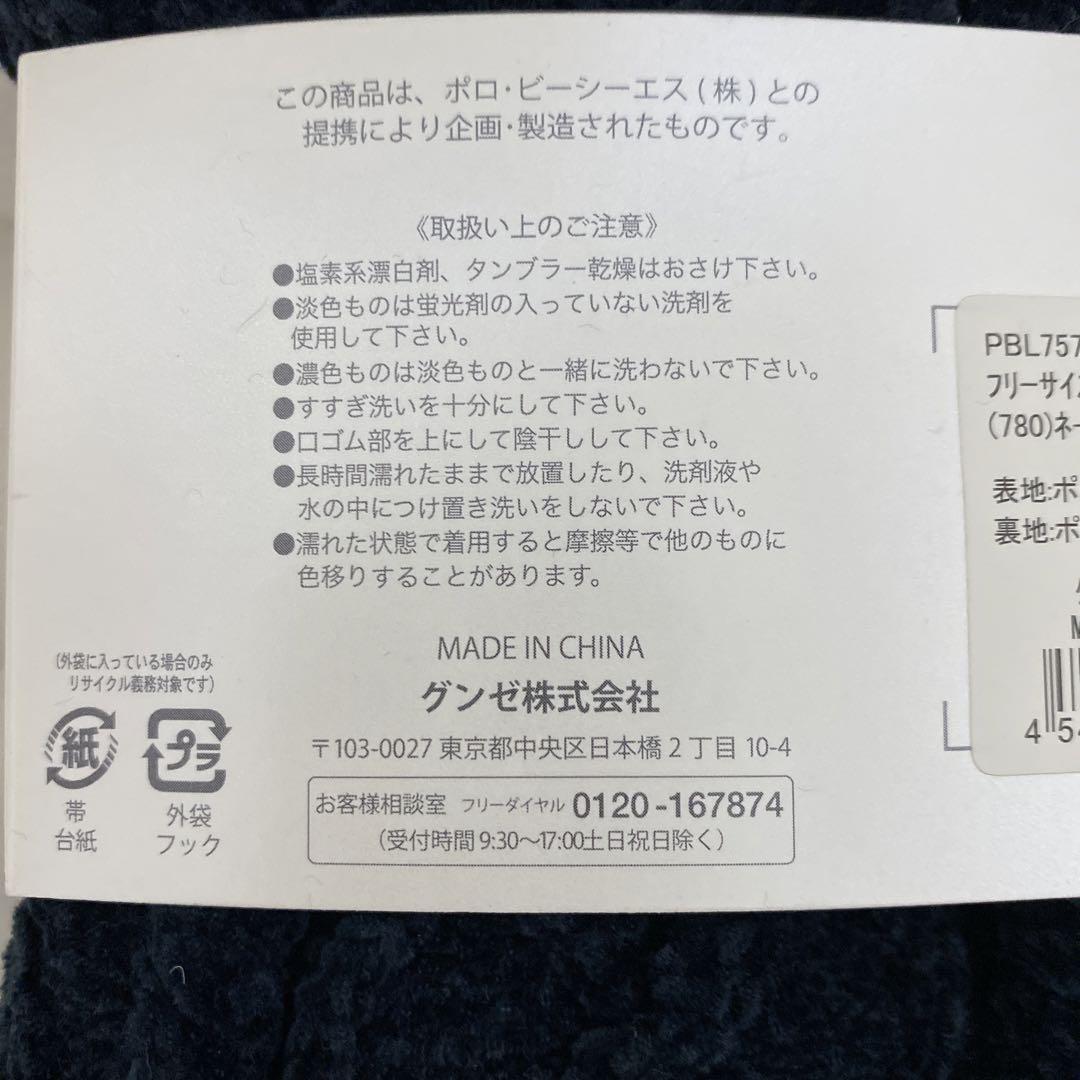 この商品は、ポロ・ビーシーエス(株)との
提携により企画・製造されたものです。
《取扱い上のご注意》
●塩素系漂白剤、タンブラー乾燥はおさけ下さい。
●淡色ものは蛍光剤の入っていない洗剤を
使用して下さい。
●濃色ものは淡色ものと一緒に洗わないで下さい。
●すすぎ洗いを十分にして下さい。
●口ゴム部を上にして陰干しして下さい。
●長時間濡れたままで放置したり、洗剤液や
水の中につけ置き洗いをしないで下さい。
●濡れた状態で着用すると摩擦等で他のものに
色移りすることがあります。
MADE IN CHINA
グンゼ株式会社
〒103-0027 東京都中央区日本橋2丁目10-4
お客様相談室 フリーダイヤル 0120-167874
(受付時間9:30〜17:00土日祝日除く)
(外袋に入っている場合のみ
リサイクル義務対象です)
紙
帯
台紙
プラ
外袋
フック
PBL757
フリーサイ
(780)ネー
表地:ポ
裏地:ポ
M
4 54